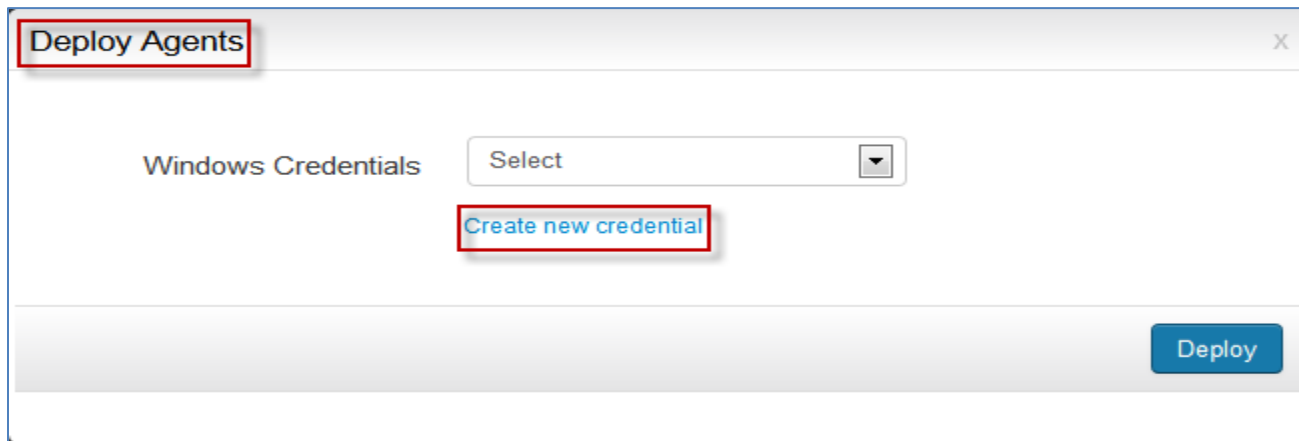 Deploy Agents
x
Windows Credentials
Select
Create new credential
Deploy